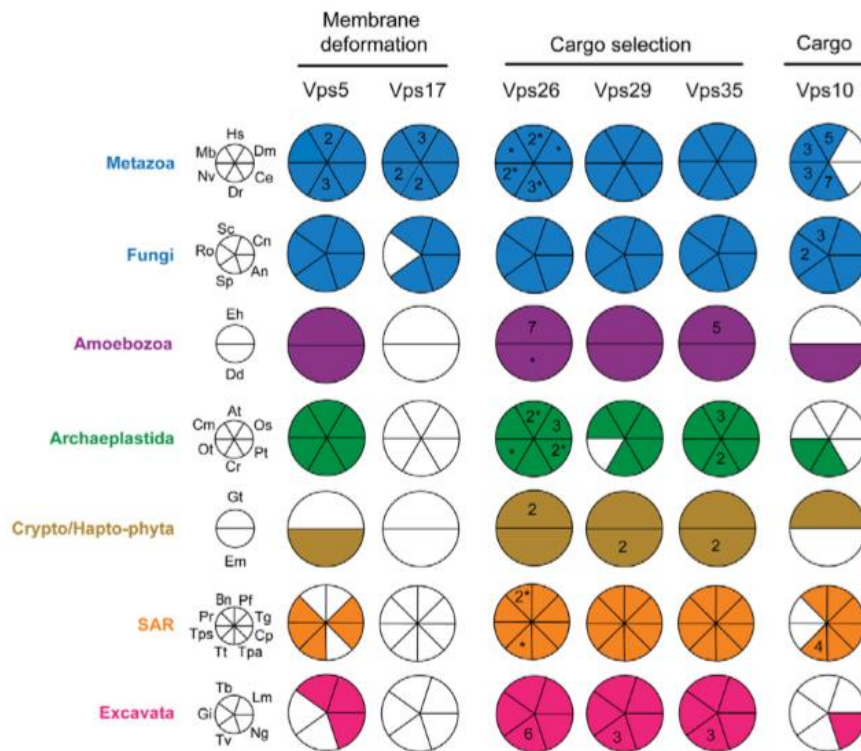 Membrane deformation Cargo selection Cargo
Vps5 Vps17 Vps26 Vps29 Vps35 Vps10
Metazoa Hs Dm Ce Dr Nv Mb 2 3 3 2 2 2* * * 2* 3* 5 3 3 7
Fungi Sc Cn An Sp Ro 3 2
Amoebozoa Eh Dd 7 * 5
Archaeplastida At Os Pt Cr Ot Cm 2* 3 2* * 3 2
Crypto/Hapto-phyta Gt Em 2 2 2
SAR Bn Pf Tg Cp Tpa Tt Tps Pr 2* * 4
Excavata Tb Lm Ng Tv Gi 6 3 3